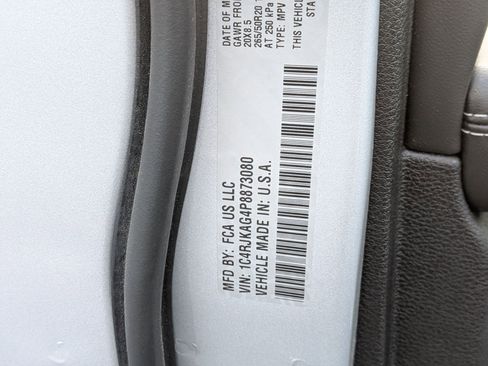 MFD BY: FCA US LLC
VIN: 1C4RJKAG4P8873080
VEHICLE MADE IN: U.S.A.
DATE OF M
GAWR FRO
20X8.5
265/50R20
AT 250 kPa
TYPE: MPV
THIS VEHICLE
STA